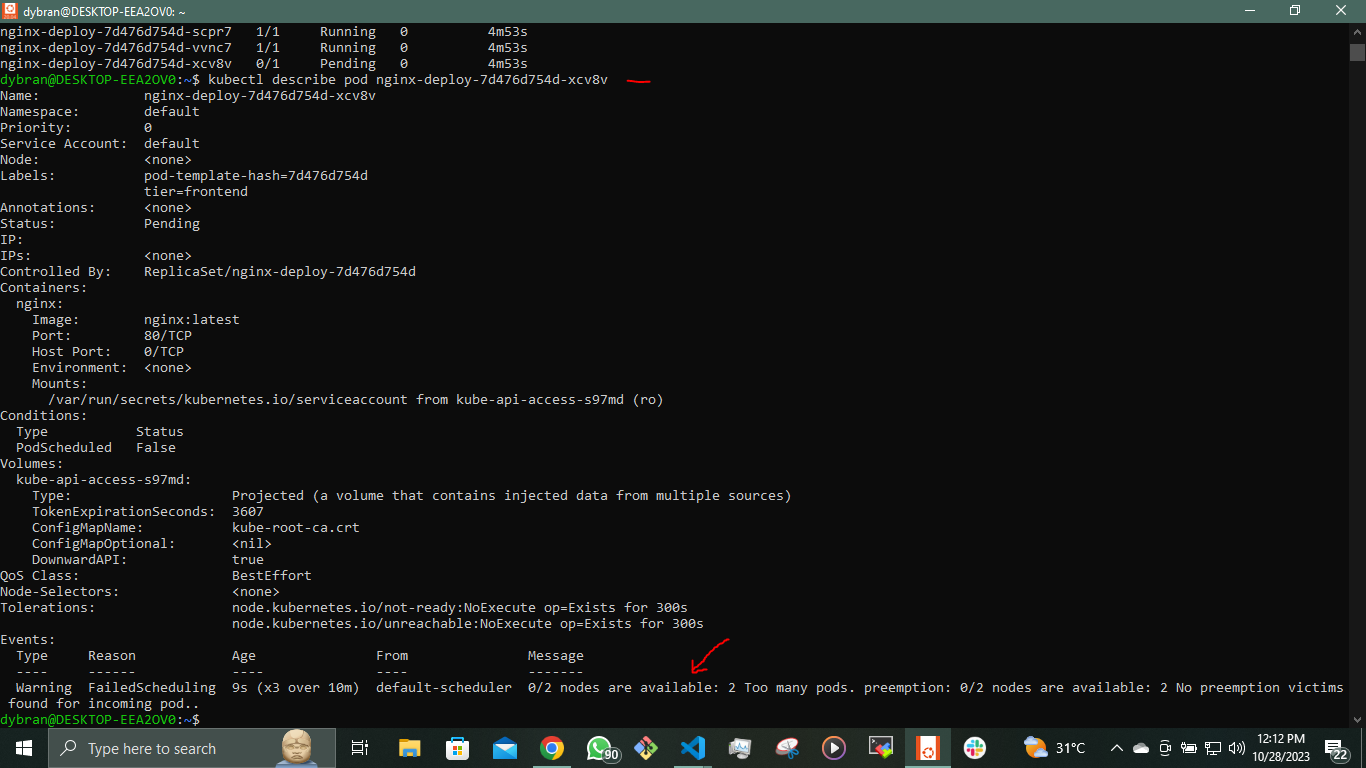 dybran@DESKTOP-EEA2OV0: ~
nginx-deploy-7d476d754d-scpr7   1/1     Running   0          4m53s
nginx-deploy-7d476d754d-vvnc7   1/1     Running   0          4m53s
nginx-deploy-7d476d754d-xcv8v   0/1     Pending   0          4m53s
dybran@DESKTOP-EEA2OV0:~$ kubectl describe pod nginx-deploy-7d476d754d-xcv8v
Name:             nginx-deploy-7d476d754d-xcv8v
Namespace:        default
Priority:         0
Service Account:  default
Node:             <none>
Labels:           pod-template-hash=7d476d754d
                  tier=frontend
Annotations:      <none>
Status:           Pending
IP:
IPs:              <none>
Controlled By:    ReplicaSet/nginx-deploy-7d476d754d
Containers:
  nginx:
    Image:        nginx:latest
    Port:         80/TCP
    Host Port:    0/TCP
    Environment:  <none>
    Mounts:
      /var/run/secrets/kubernetes.io/serviceaccount from kube-api-access-s97md (ro)
Conditions:
  Type           Status
  PodScheduled   False
Volumes:
  kube-api-access-s97md:
    Type:                    Projected (a volume that contains injected data from multiple sources)
    TokenExpirationSeconds:  3607
    ConfigMapName:           kube-root-ca.crt
    ConfigMapOptional:       <nil>
    DownwardAPI:             true
QoS Class:                   BestEffort
Node-Selectors:              <none>
Tolerations:                 node.kubernetes.io/not-ready:NoExecute op=Exists for 300s
                             node.kubernetes.io/unreachable:NoExecute op=Exists for 300s
Events:
  Type     Reason            Age                From               Message
  ----     ------            ----               ----               -------
  Warning  FailedScheduling  9s (x3 over 10m)  default-scheduler  0/2 nodes are available: 2 Too many pods. preemption: 0/2 nodes are available: 2 No preemption victims
 found for incoming pod..
dybran@DESKTOP-EEA2OV0:~$
Type here to search
90
31°C
12:12 PM
10/28/2023
22